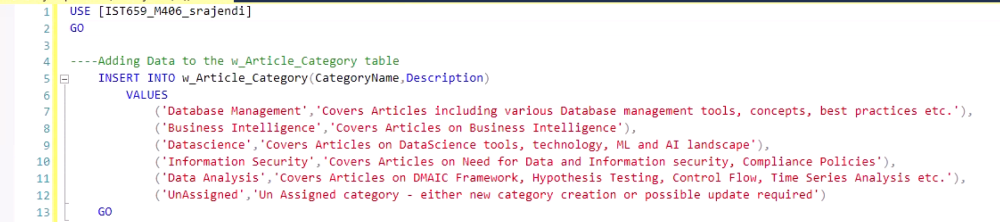 1 USE [IST659_M406_srajendi]
2 GO
3
4 ----Adding Data to the w_Article_Category table
5 INSERT INTO w_Article_Category(CategoryName,Description)
6 VALUES
7 ('Database Management','Covers Articles including various Database management tools, concepts, best practices etc.'),
8 ('Business Intelligence','Covers Articles on Business Intelligence'),
9 ('Datascience','Covers Articles on DataScience tools, technology, ML and AI landscape'),
10 ('Information Security','Covers Articles on Need for Data and Information security, Compliance Policies'),
11 ('Data Analysis','Covers Articles on DMAIC Framework, Hypothesis Testing, Control Flow, Time Series Analysis etc.'),
12 ('UnAssigned','Un Assigned category - either new category creation or possible update required')
13 GO